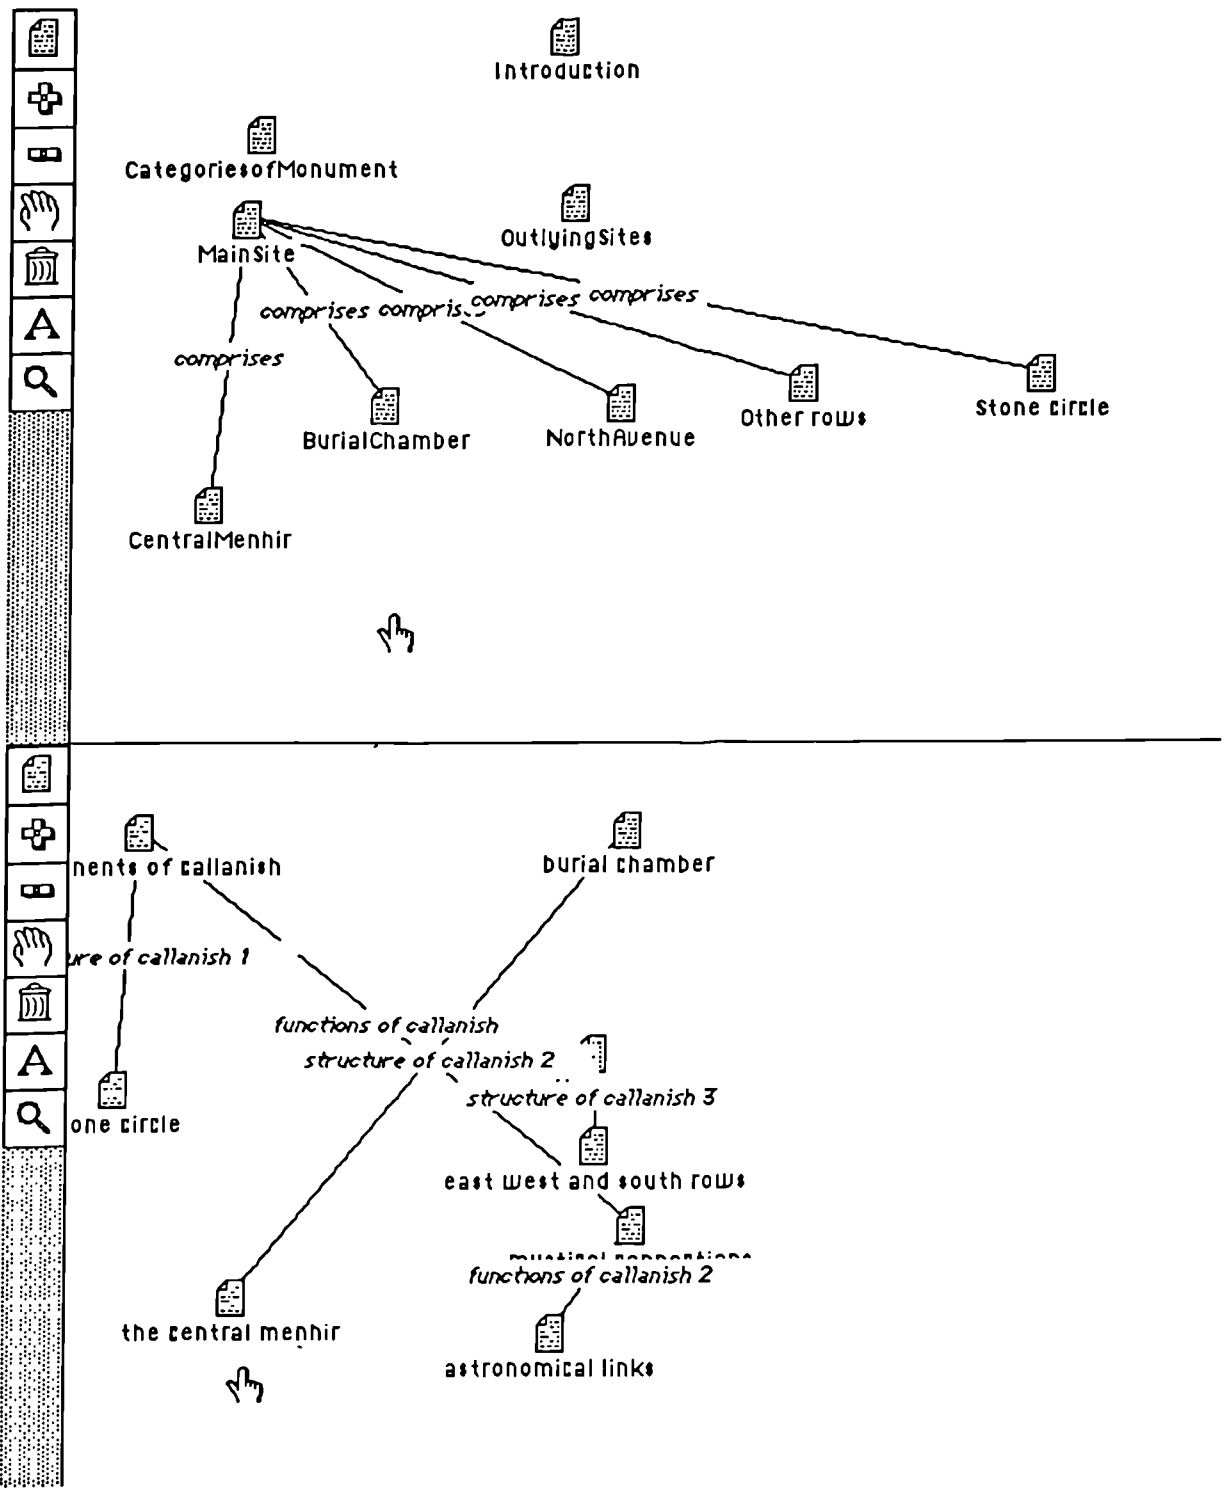 Introduction
CategoriesofMonument
OutlyingSites
MainSite
comprises
comprises
comprises
comprises
comprises
Stone circle
Other rows
BurialChamber
NorthAvenue
CentralMenhir
A
nents of callanish
burial chamber
ure of callanish 1
functions of callanish
structure of callanish 2
structure of callanish 3
one circle
east west and south rows
functions of callanish 2
the central menhir
astronomical links
A